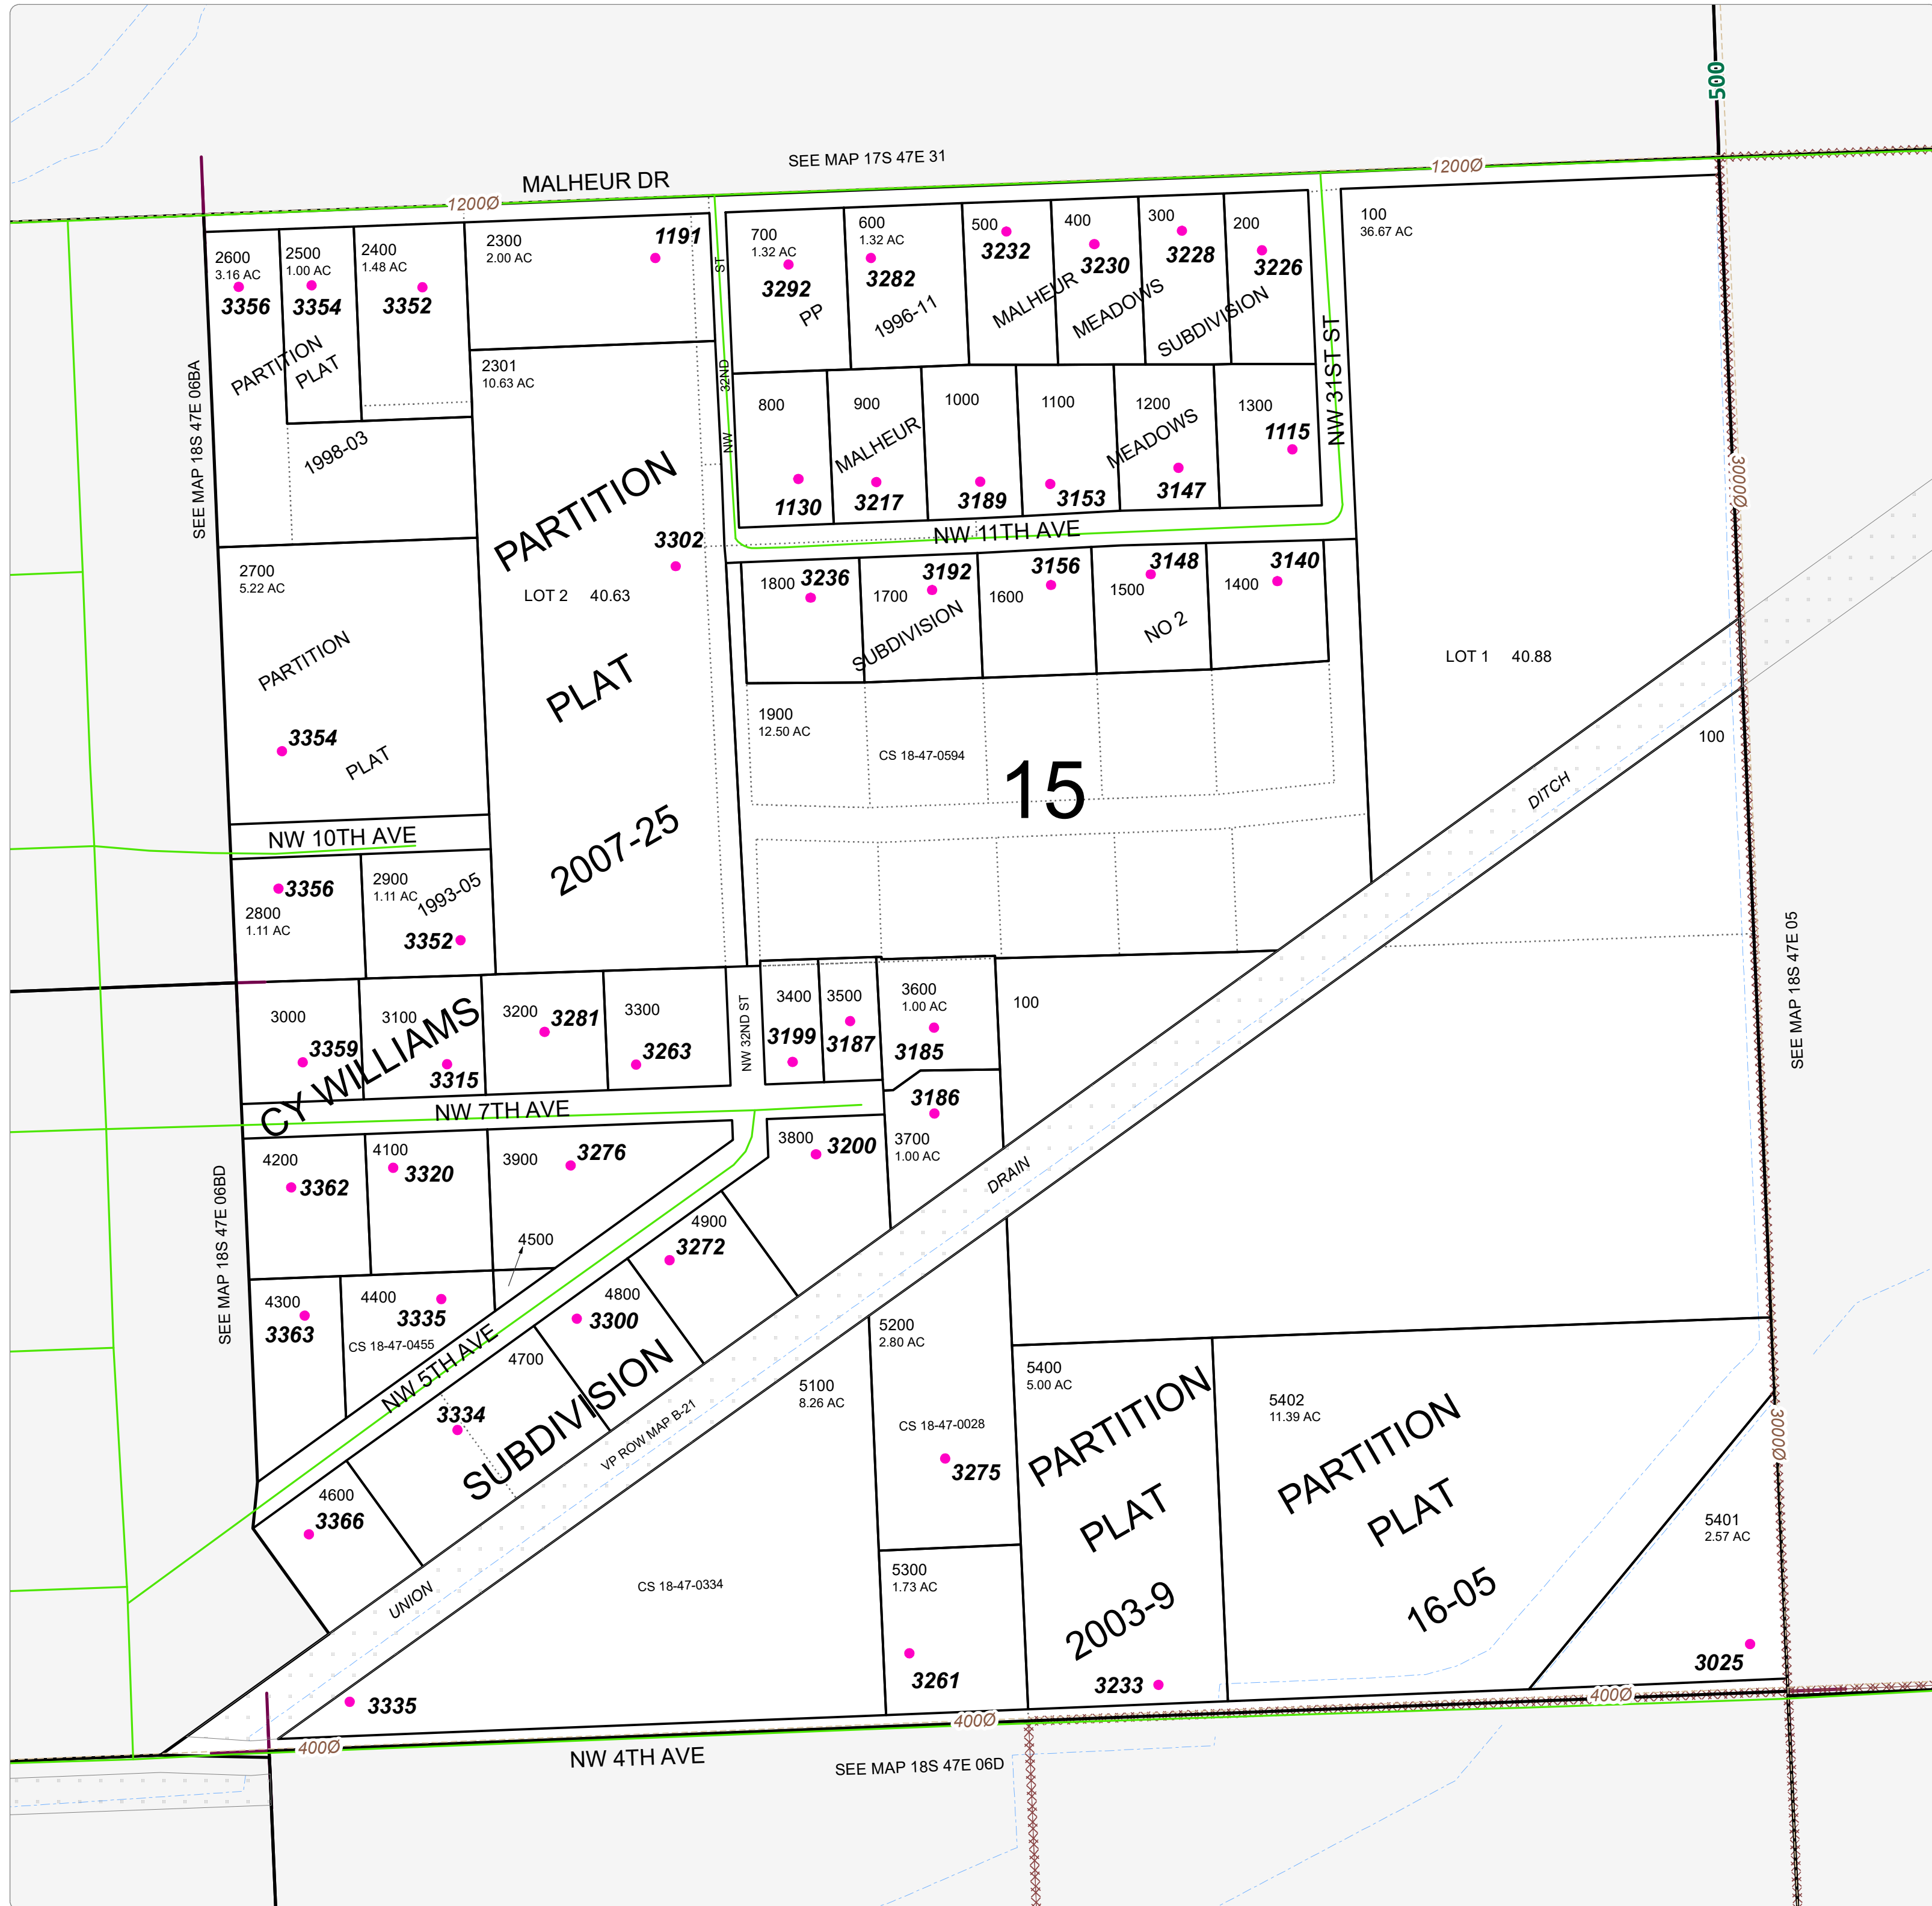 500
SEE MAP 17S 47E 31
MALHEUR DR
1200Ø
1200Ø
2600
3.16 AC
3356
2500
1.00 AC
3354
2400
1.48 AC
3352
PARTITION
PLAT
1998-03
2300
2.00 AC
1191
2301
10.63 AC
NW 32ND ST
700
1.32 AC
3292
PP
600
1.32 AC
3282
1996-11
500
3232
MALHEUR
400
3230
MEADOWS
300
3228
SUBDIVISION
200
3226
100
36.67 AC
NW 31ST ST
SEE MAP 18S 47E 06BA
800
1130
900
MALHEUR
3217
1000
3189
1100
3153
1200
MEADOWS
3147
1300
1115
3000Ø
NW 11TH AVE
PARTITION
3302
LOT 2 40.63
PLAT
2007-25
2700
5.22 AC
PARTITION
3354
PLAT
1800
3236
1700
3192
SUBDIVISION
1600
3156
1500
3148
NO 2
1400
3140
LOT 1 40.88
100
1900
12.50 AC
CS 18-47-0594
15
DITCH
NW 10TH AVE
3356
2800
1.11 AC
2900
1.11 AC
1993-05
3352
SEE MAP 18S 47E 05
3000
3359
3100
3315
CY WILLIAMS
3200
3281
3300
3263
NW 32ND ST
3400
3199
3500
3187
3600
1.00 AC
3185
100
NW 7TH AVE
3186
3700
1.00 AC
DRAIN
4200
3362
4100
3320
3900
3276
4500
3800
3200
SEE MAP 18S 47E 06BD
4300
3363
4400
3335
CS 18-47-0455
NW 5TH AVE
4900
3272
4800
3300
4700
3334
SUBDIVISION
VP ROW MAP B-21
4600
3366
UNION
5100
8.26 AC
CS 18-47-0334
3335
5200
2.80 AC
CS 18-47-0028
3275
5300
1.73 AC
3261
5400
5.00 AC
PARTITION
PLAT
2003-9
3233
5402
11.39 AC
PARTITION
PLAT
16-05
3000Ø
5401
2.57 AC
3025
400Ø
400Ø
400Ø
NW 4TH AVE
SEE MAP 18S 47E 06D